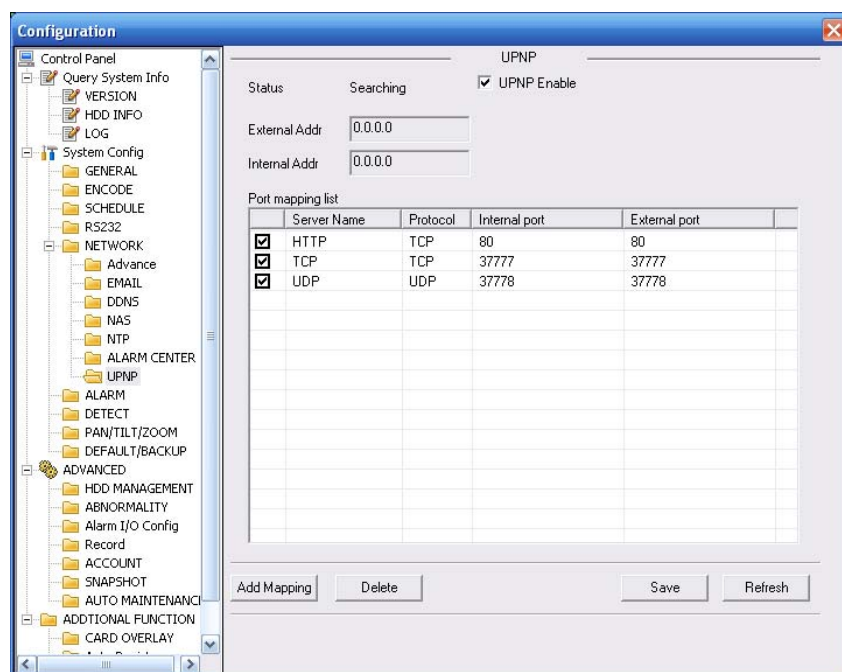 Configuration
Control Panel
Query System Info
VERSION
HDD INFO
LOG
System Config
GENERAL
ENCODE
SCHEDULE
RS232
NETWORK
Advance
EMAIL
DDNS
NAS
NTP
ALARM CENTER
UPNP
ALARM
DETECT
PAN/TILT/ZOOM
DEFAULT/BACKUP
ADVANCED
HDD MANAGEMENT
ABNORMALITY
Alarm I/O Config
Record
ACCOUNT
SNAPSHOT
AUTO MAINTENANC
ADDTIONAL FUNCTION
CARD OVERLAY
UPNP
Status Searching UPNP Enable
External Addr 0.0.0.0
Internal Addr 0.0.0.0
Port mapping list
Server Name Protocol Internal port External port
HTTP TCP 80 80
TCP TCP 37777 37777
UDP UDP 37778 37778
Add Mapping Delete Save Refresh